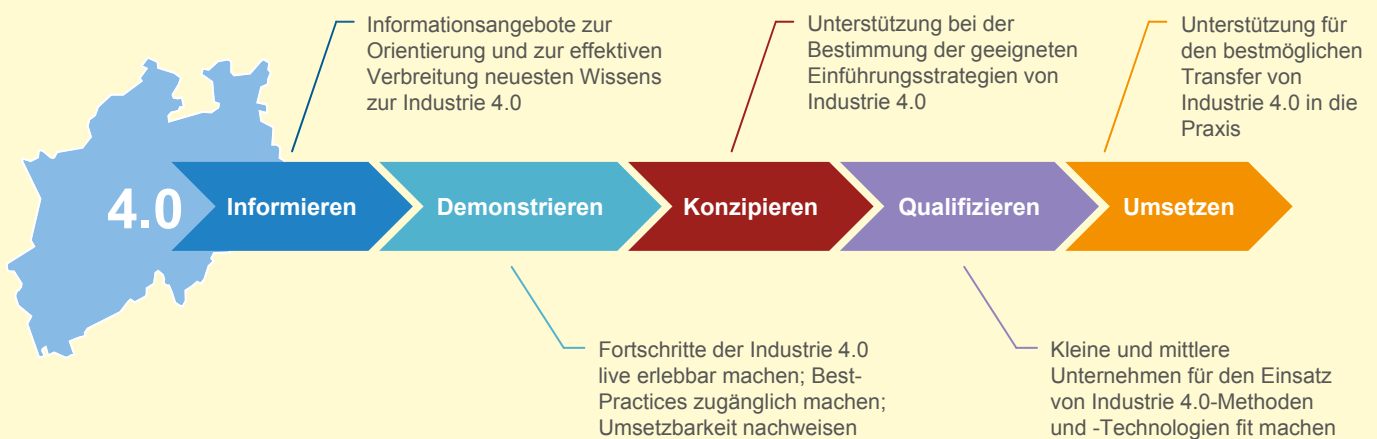 Informationsangebote zur
Orientierung und zur effektiven
Verbreitung neuesten Wissens
zur Industrie 4.0
Unterstützung bei der
Bestimmung der geeigneten
Einführungsstrategien von
Industrie 4.0
Unterstützung für
den bestmöglichen
Transfer von
Industrie 4.0 in die
Praxis
4.0
Informieren
Demonstrieren
Konzipieren
Qualifizieren
Umsetzen
Fortschritte der Industrie 4.0
live erlebbar machen; Best-
Practices zugänglich machen;
Umsetzbarkeit nachweisen
Kleine und mittlere
Unternehmen für den Einsatz
von Industrie 4.0-Methoden
und -Technologien fit machen